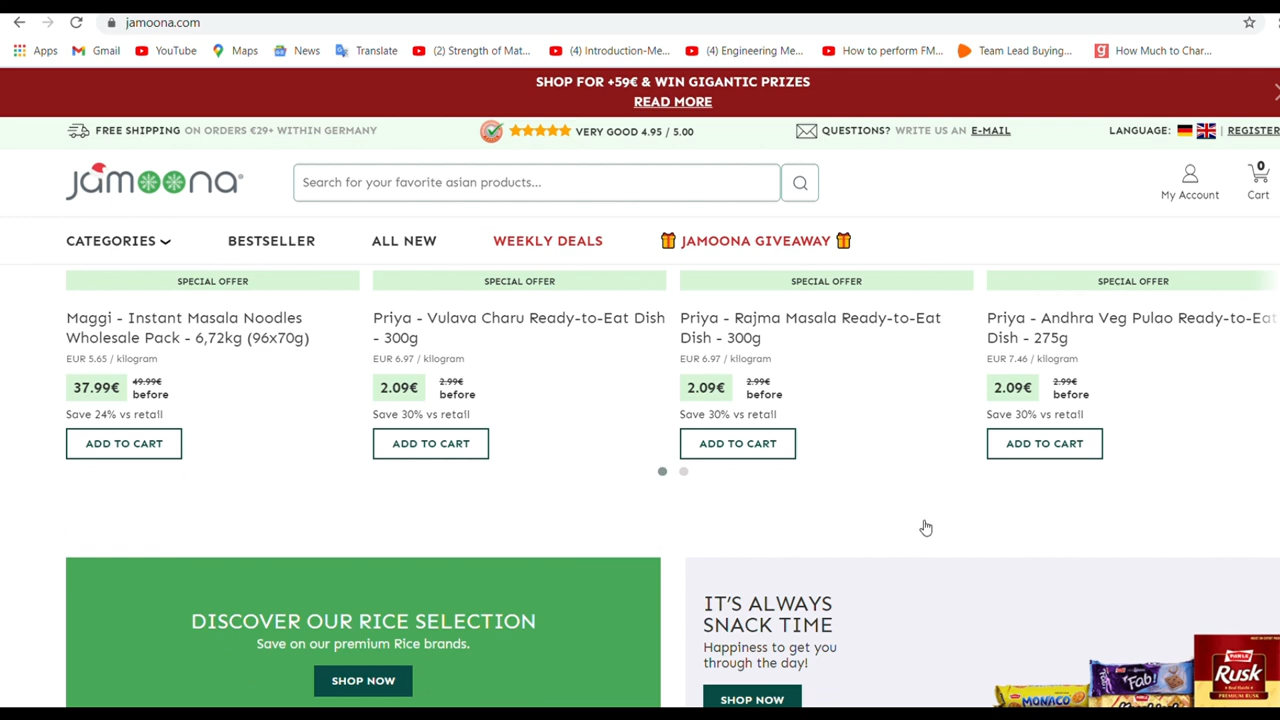 jamoona.com
Apps Gmail YouTube Maps News Translate (2) Strength of Mat... (4) Introduction-Me... (4) Engineering Me... How to perform FM... Team Lead Buying... How Much to Char...
SHOP FOR +59€ & WIN GIGANTIC PRIZES
READ MORE
FREE SHIPPING ON ORDERS €29+ WITHIN GERMANY VERY GOOD 4.95 / 5.00 QUESTIONS? WRITE US AN E-MAIL LANGUAGE: | REGISTER
jamoona Search for your favorite asian products... My Account 0 Cart
CATEGORIES BESTSELLER ALL NEW WEEKLY DEALS JAMOONA GIVEAWAY
SPECIAL OFFER SPECIAL OFFER SPECIAL OFFER SPECIAL OFFER
Maggi - Instant Masala Noodles Priya - Vulava Charu Ready-to-Eat Dish Priya - Rajma Masala Ready-to-Eat Priya - Andhra Veg Pulao Ready-to-Eat
Wholesale Pack - 6,72kg (96x70g) - 300g Dish - 300g Dish - 275g
EUR 5.65 / kilogram EUR 6.97 / kilogram EUR 6.97 / kilogram EUR 7.46 / kilogram
37.99€ 49.99€ before 2.09€ 2.99€ before 2.09€ 2.99€ before 2.09€ 2.99€ before
Save 24% vs retail Save 30% vs retail Save 30% vs retail Save 30% vs retail
ADD TO CART ADD TO CART ADD TO CART ADD TO CART
DISCOVER OUR RICE SELECTION
Save on our premium Rice brands.
SHOP NOW
IT'S ALWAYS
SNACK TIME
Happiness to get you
through the day!
SHOP NOW
PARLE
Rusk
PREMIUM RUSK
Fab!
MONACO